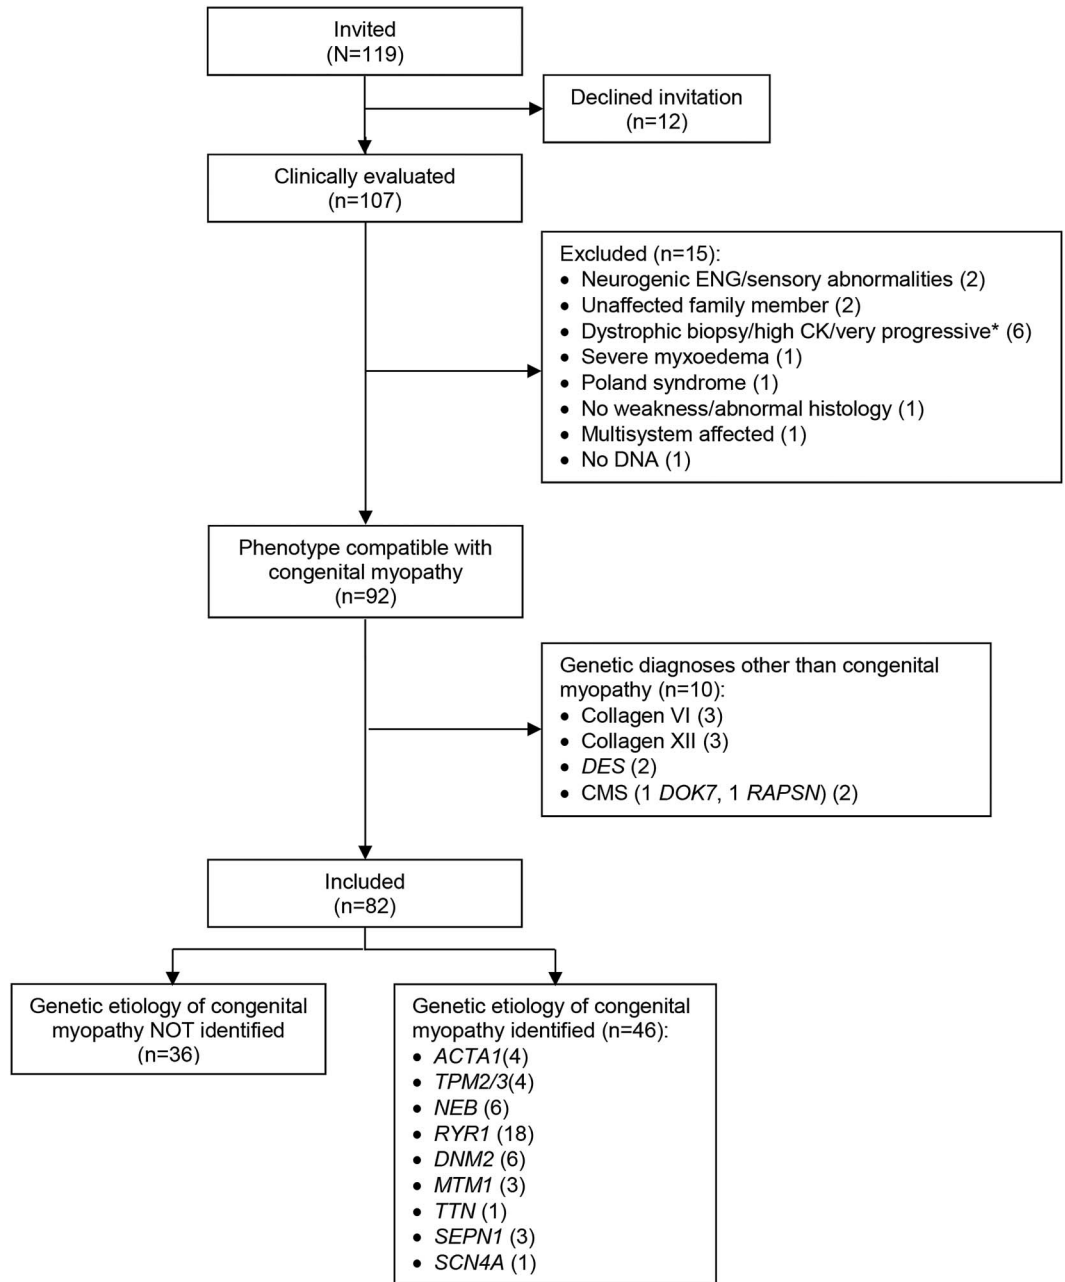 Invited
(N=119)
Declined invitation
(n=12)
Clinically evaluated
(n=107)
Excluded (n=15):
• Neurogenic ENG/sensory abnormalities (2)
• Unaffected family member (2)
• Dystrophic biopsy/high CK/very progressive* (6)
• Severe myxoedema (1)
• Poland syndrome (1)
• No weakness/abnormal histology (1)
• Multisystem affected (1)
• No DNA (1)
Phenotype compatible with
congenital myopathy
(n=92)
Genetic diagnoses other than congenital
myopathy (n=10):
• Collagen VI (3)
• Collagen XII (3)
• DES (2)
• CMS (1 DOK7, 1 RAPSN) (2)
Included
(n=82)
Genetic etiology of congenital
myopathy NOT identified
(n=36)
Genetic etiology of congenital
myopathy identified (n=46):
• ACTA1(4)
• TPM2/3(4)
• NEB (6)
• RYR1 (18)
• DNM2 (6)
• MTM1 (3)
• TTN (1)
• SEPN1 (3)
• SCN4A (1)